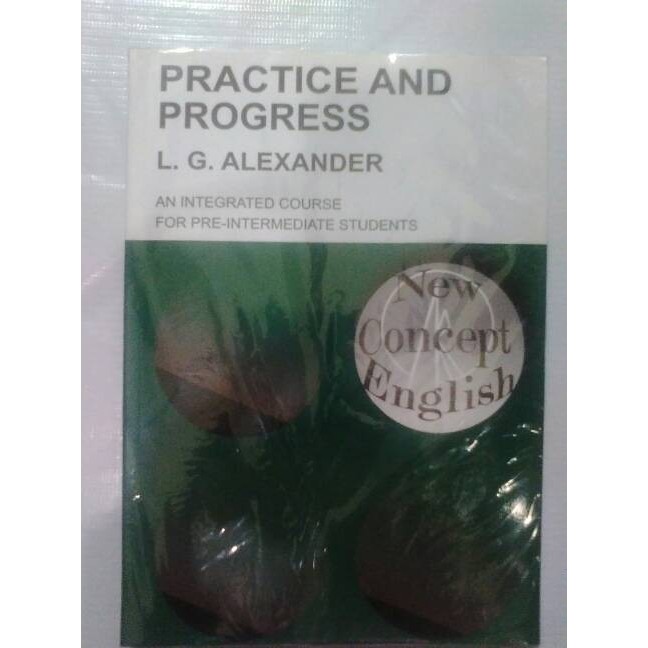 PRACTICE AND
PROGRESS
L. G. ALEXANDER
AN INTEGRATED COURSE
FOR PRE-INTERMEDIATE STUDENTS
New
Concept
English